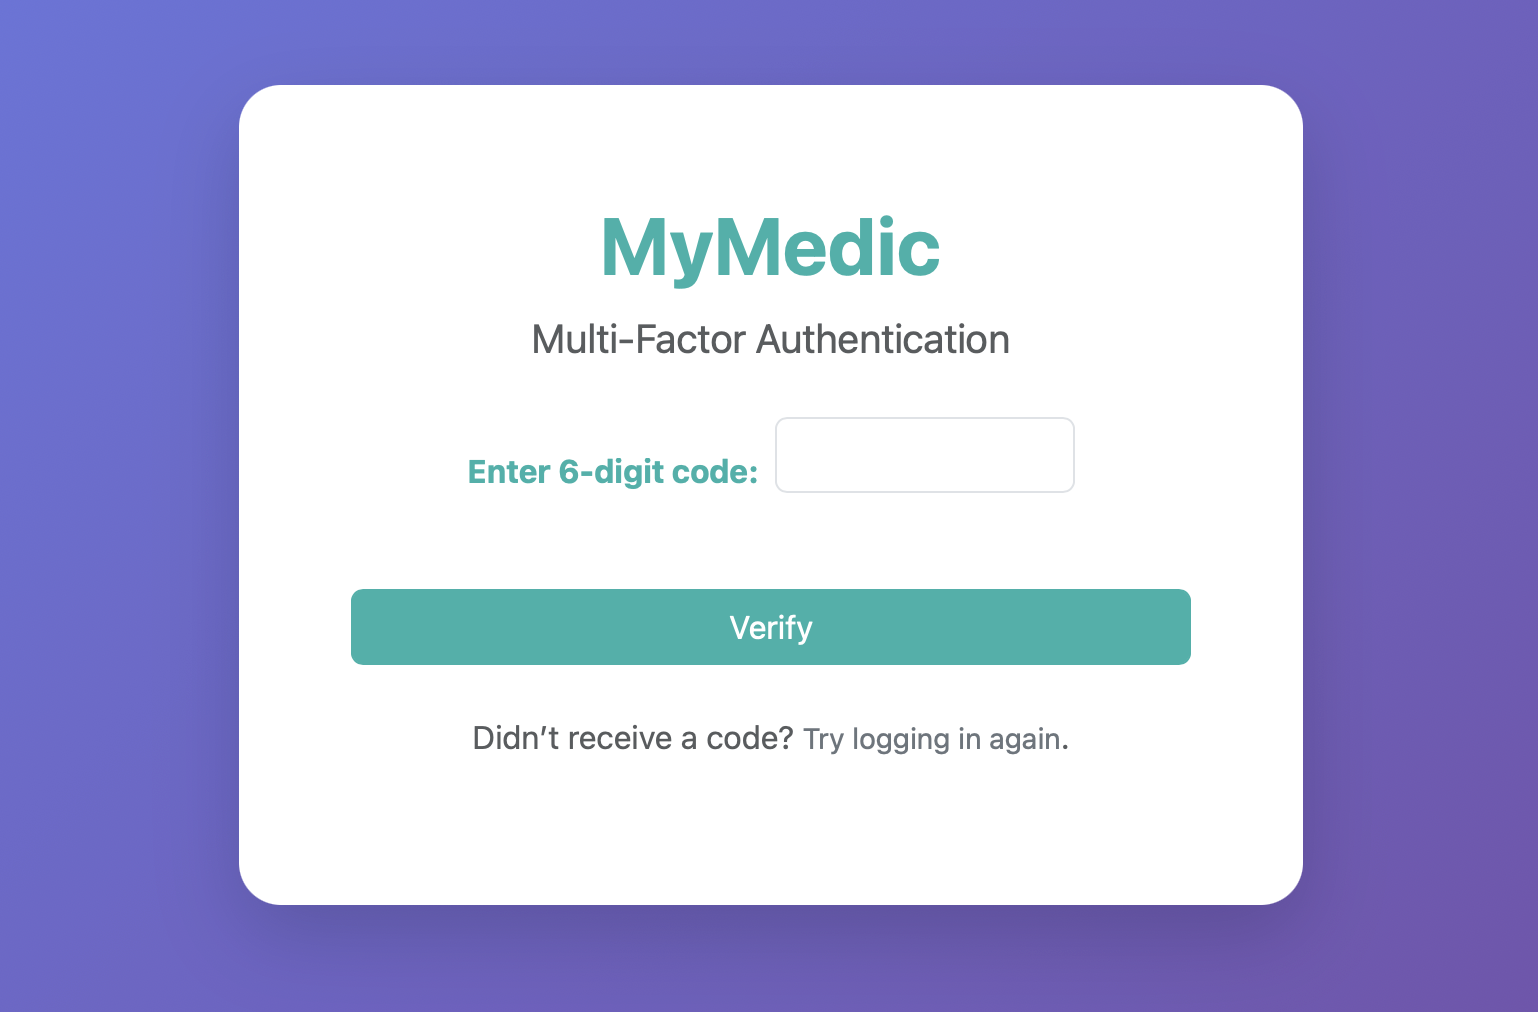 MyMedic
Multi-Factor Authentication
Enter 6-digit code:
Verify
Didn’t receive a code? Try logging in again.